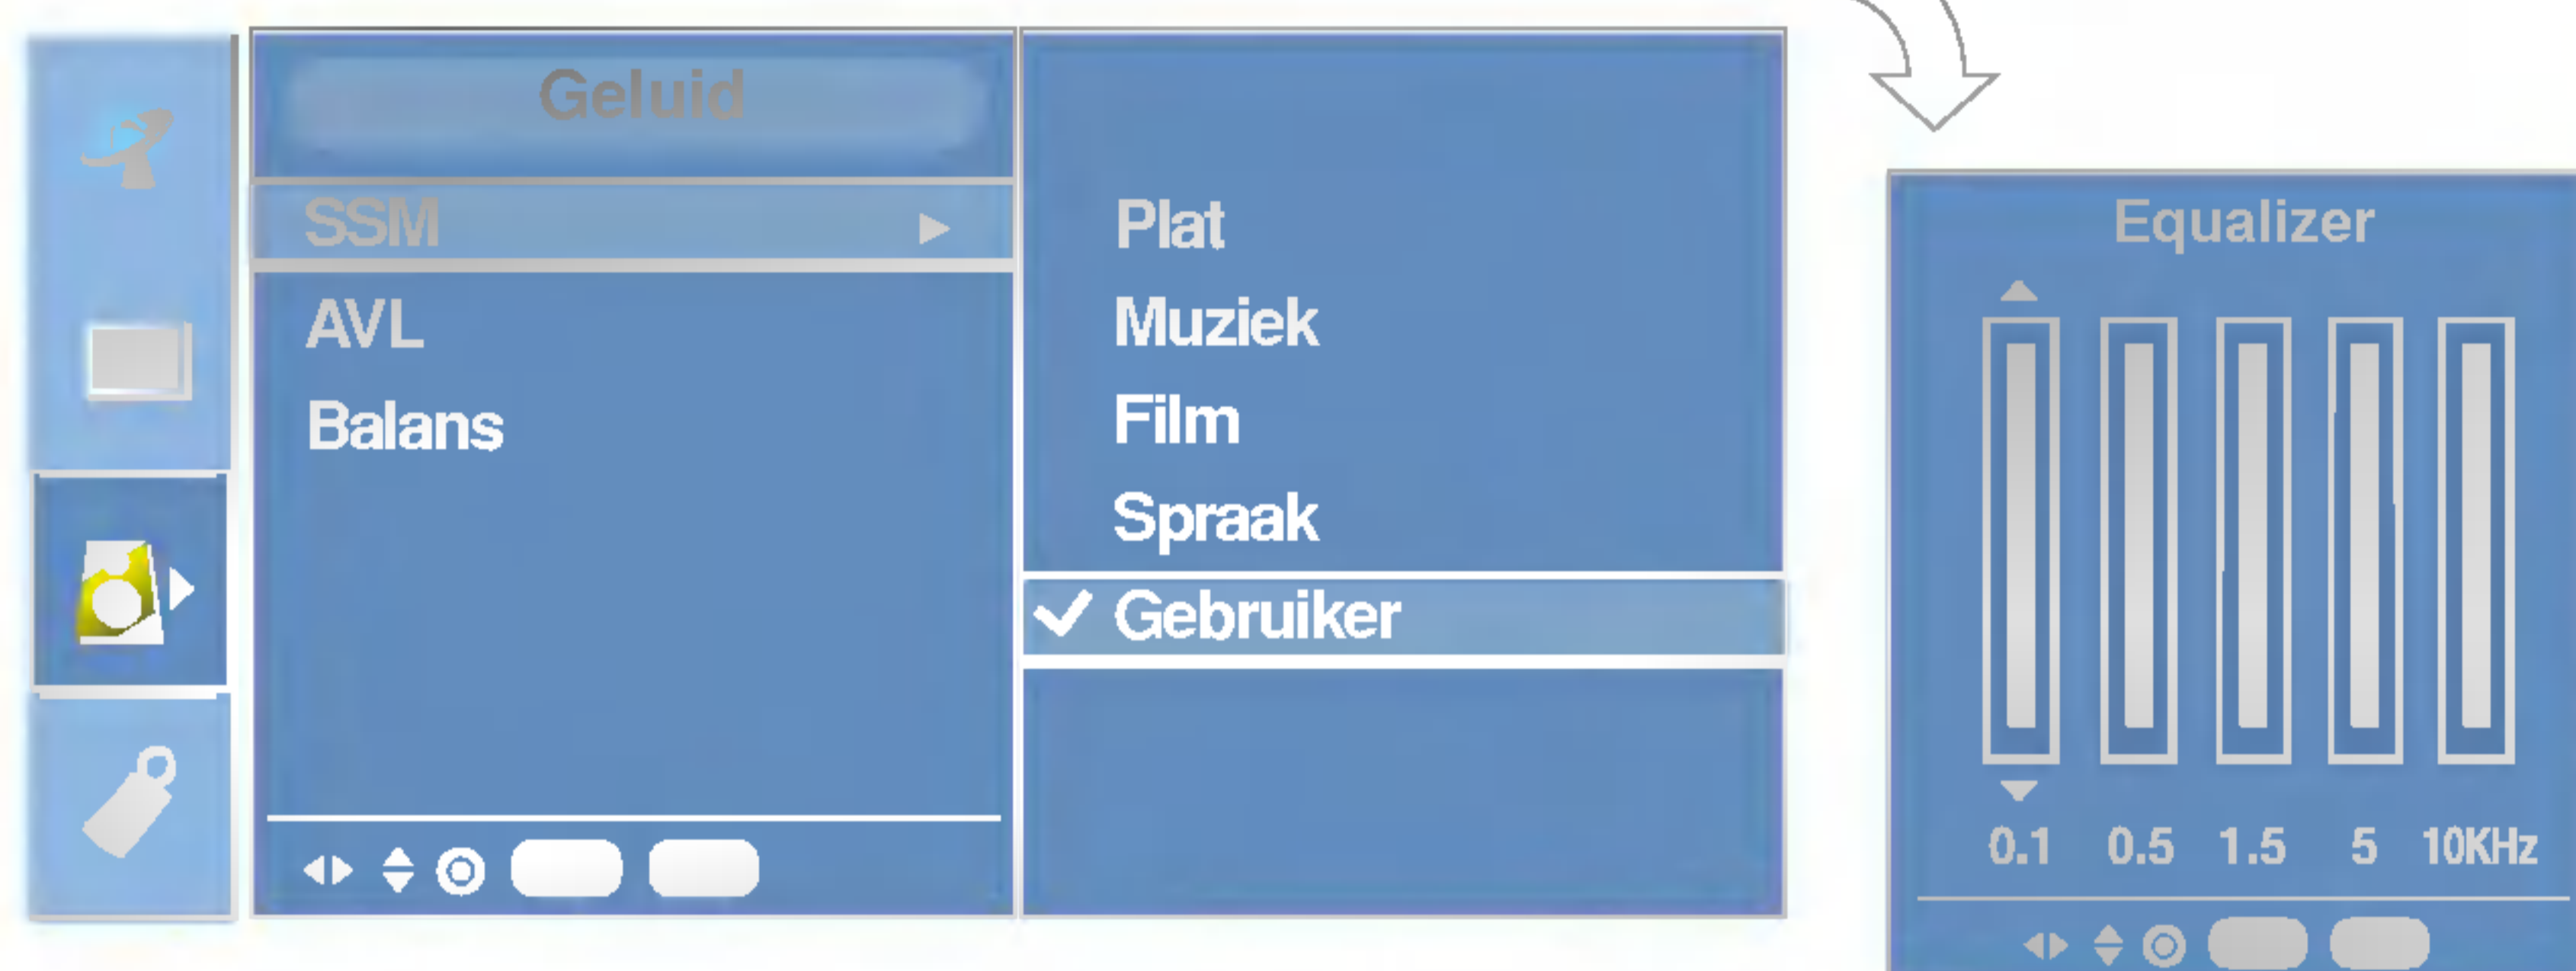 Geluid
SSM
AVL
Balans
Plat
Muziek
Film
Spraak
Gebruiker
Equalizer
0.1 0.5 1.5 5 10KHz